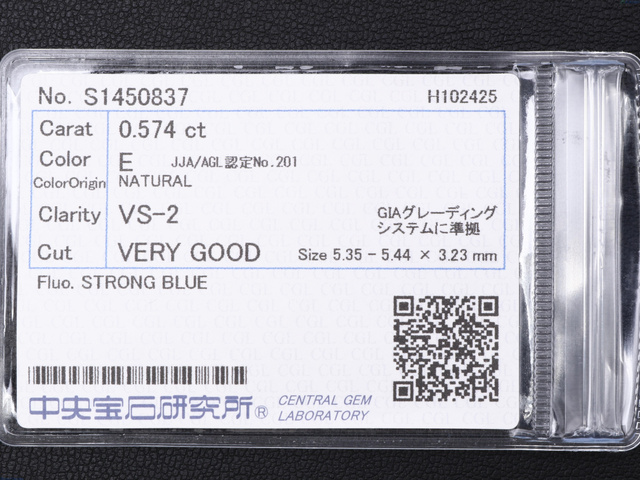 No. S1450837 H102425
Carat 0.574 ct
Color E JJA/AGL認定No.201
ColorOrigin NATURAL
Clarity VS-2 GIAグレーディング
システムに準拠
Cut VERY GOOD Size 5.35 - 5.44 × 3.23 mm
Fluo. STRONG BLUE
中央宝石研究所® CENTRAL GEM
LABORATORY